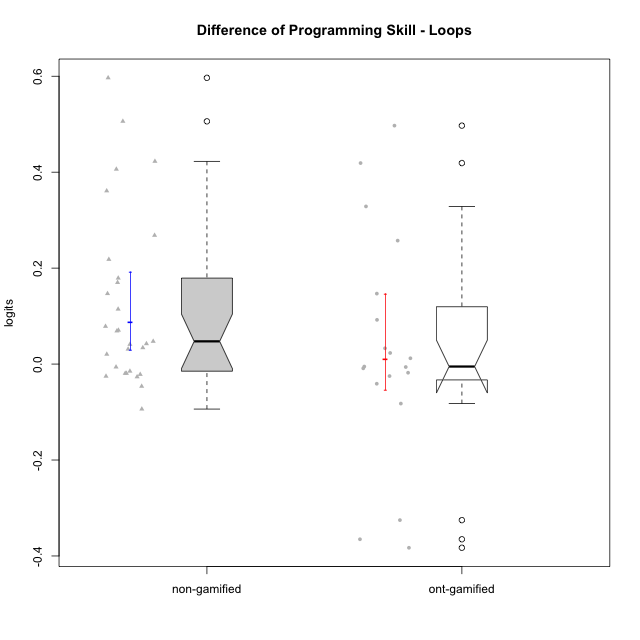 Difference of Programming Skill - Loops
logits
0.6
0.4
0.2
0.0
-0.2
-0.4
non-gamified
ont-gamified